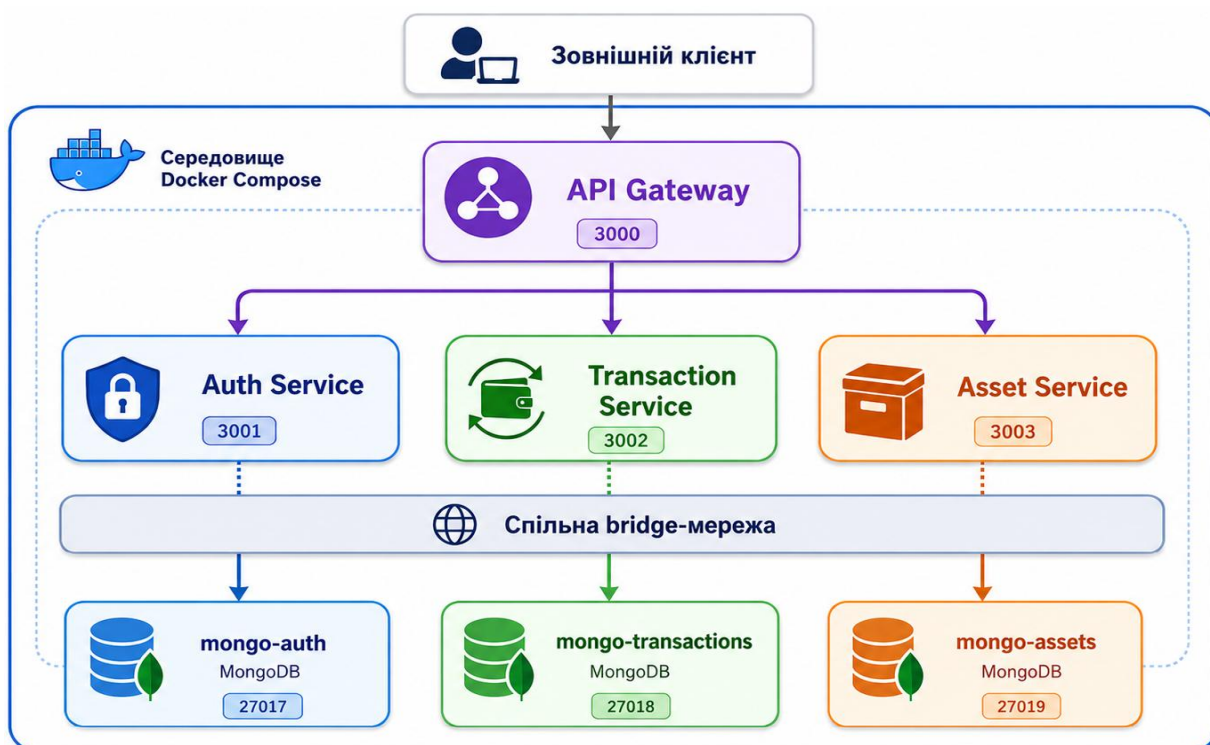 Зовнішній клієнт
Середовище
Docker Compose
API Gateway
3000
Auth Service
3001
Transaction
Service
3002
Asset Service
3003
Спільна bridge-мережа
mongo-auth
MongoDB
27017
mongo-transactions
MongoDB
27018
mongo-assets
MongoDB
27019